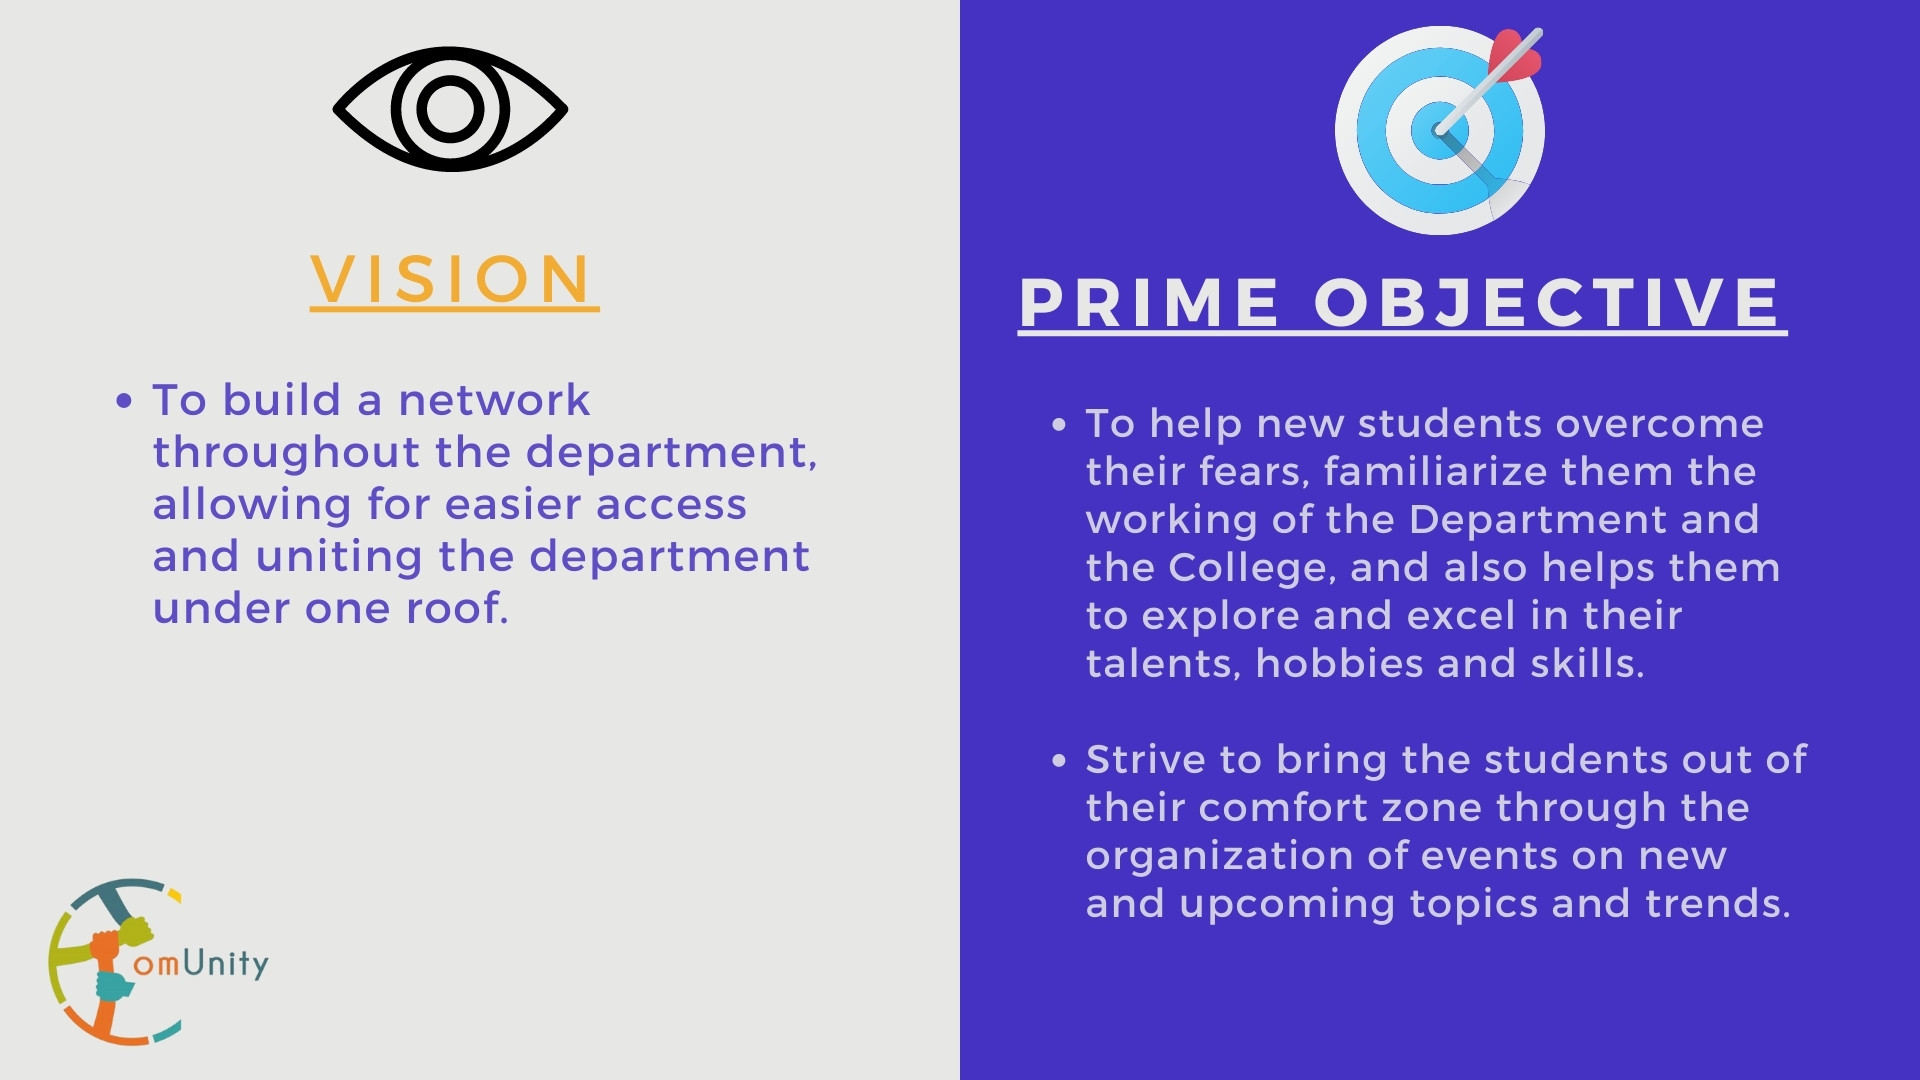 VISION
• To build a network
throughout the department,
allowing for easier access
and uniting the department
under one roof.
omUnity
PRIME OBJECTIVE
• To help new students overcome
their fears, familiarize them the
working of the Department and
the College, and also helps them
to explore and excel in their
talents, hobbies and skills.
• Strive to bring the students out of
their comfort zone through the
organization of events on new
and upcoming topics and trends.